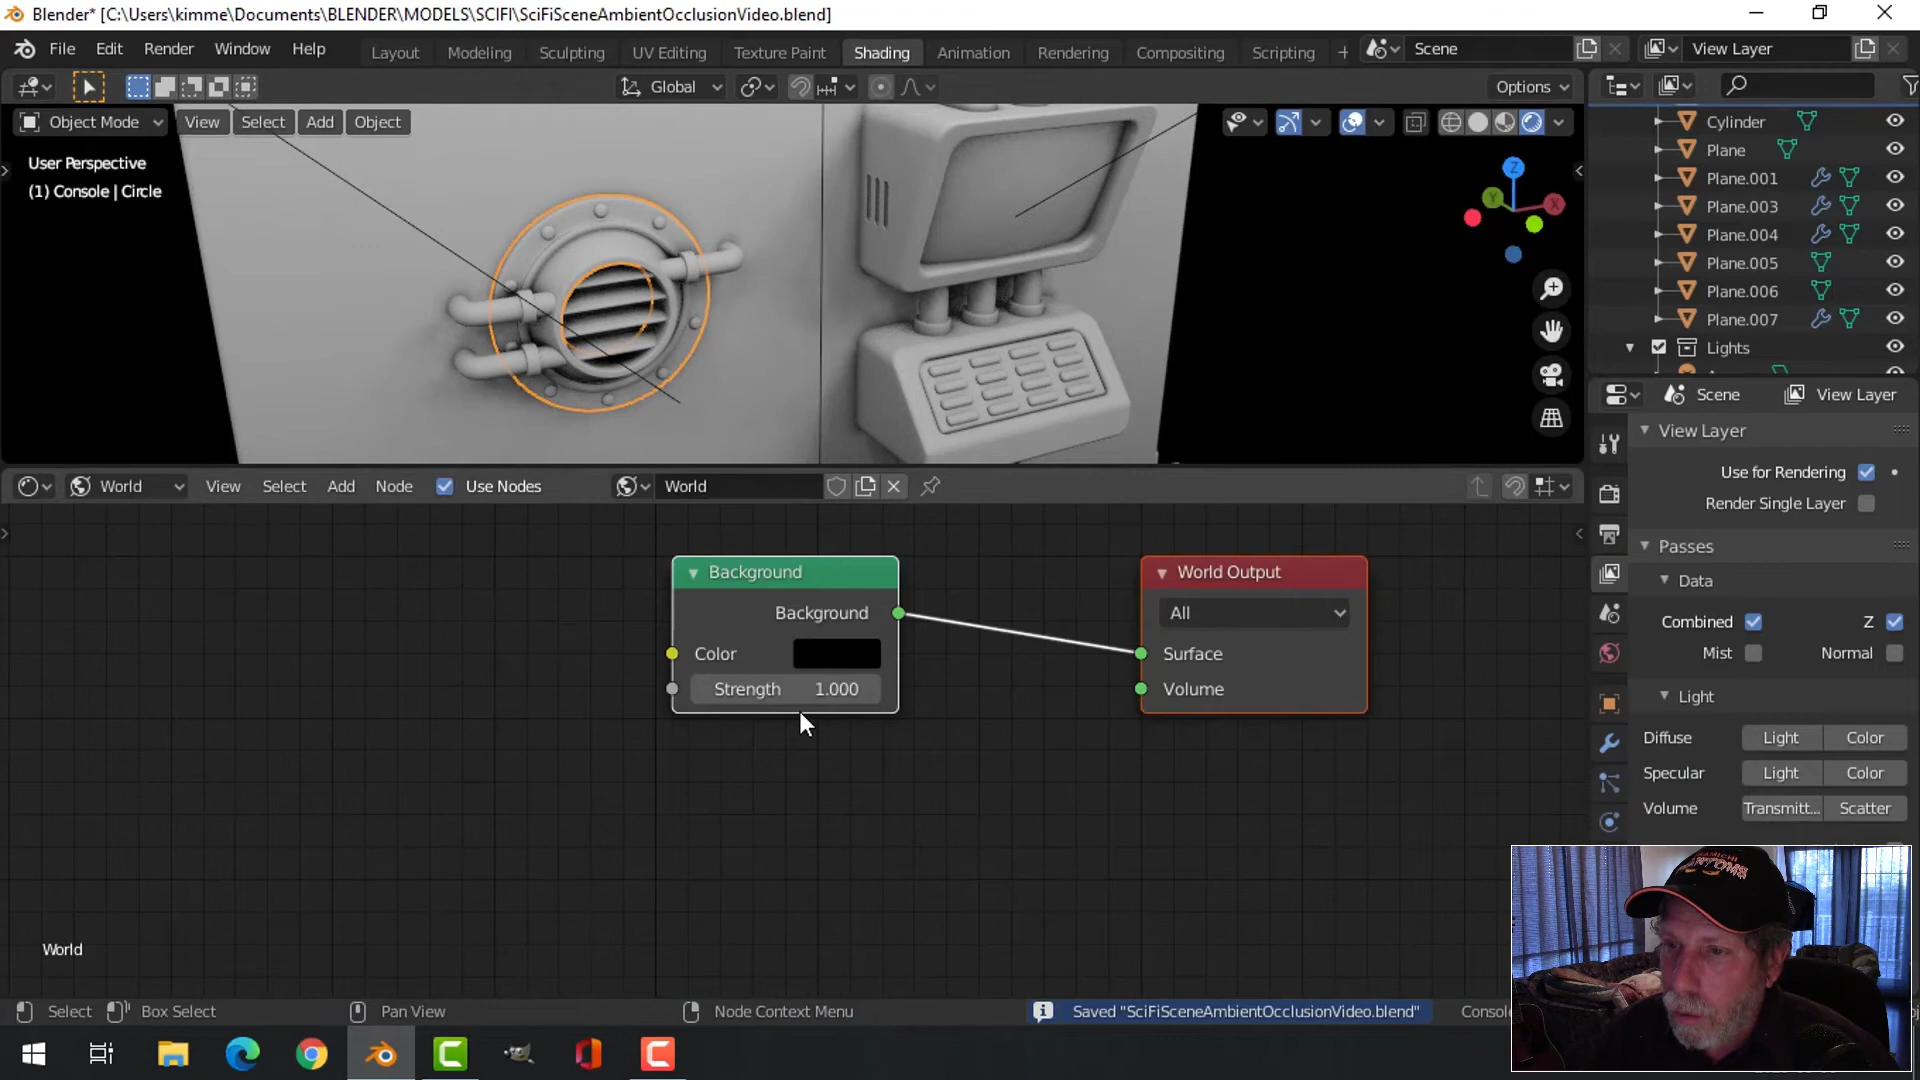 Blender* [C:\Users\kimme\Documents\BLENDER\MODELS\SCIFI\SciFiSceneAmbientOcclusionVideo.blend]
File Edit Render Window Help
Layout Modeling Sculpting UV Editing Texture Paint Shading Animation Rendering Compositing Scripting + Scene View Layer
Global Options
Object Mode View Select Add Object
User Perspective
(1) Console | Circle
Z
Y
X
Cylinder
Plane
Plane.001
Plane.003
Plane.004
Plane.005
Plane.006
Plane.007
Lights
Scene View Layer
View Layer
Use for Rendering
Render Single Layer
Passes
Data
Combined Z
Mist Normal
Light
Diffuse Light Color
Specular Light Color
Volume Transmitt... Scatter
World View Select Add Node Use Nodes World
Background
Background
Color
Strength 1.000
World Output
All
Surface
Volume
World
Select Box Select Pan View Node Context Menu Saved "SciFiSceneAmbientOcclusionVideo.blend"